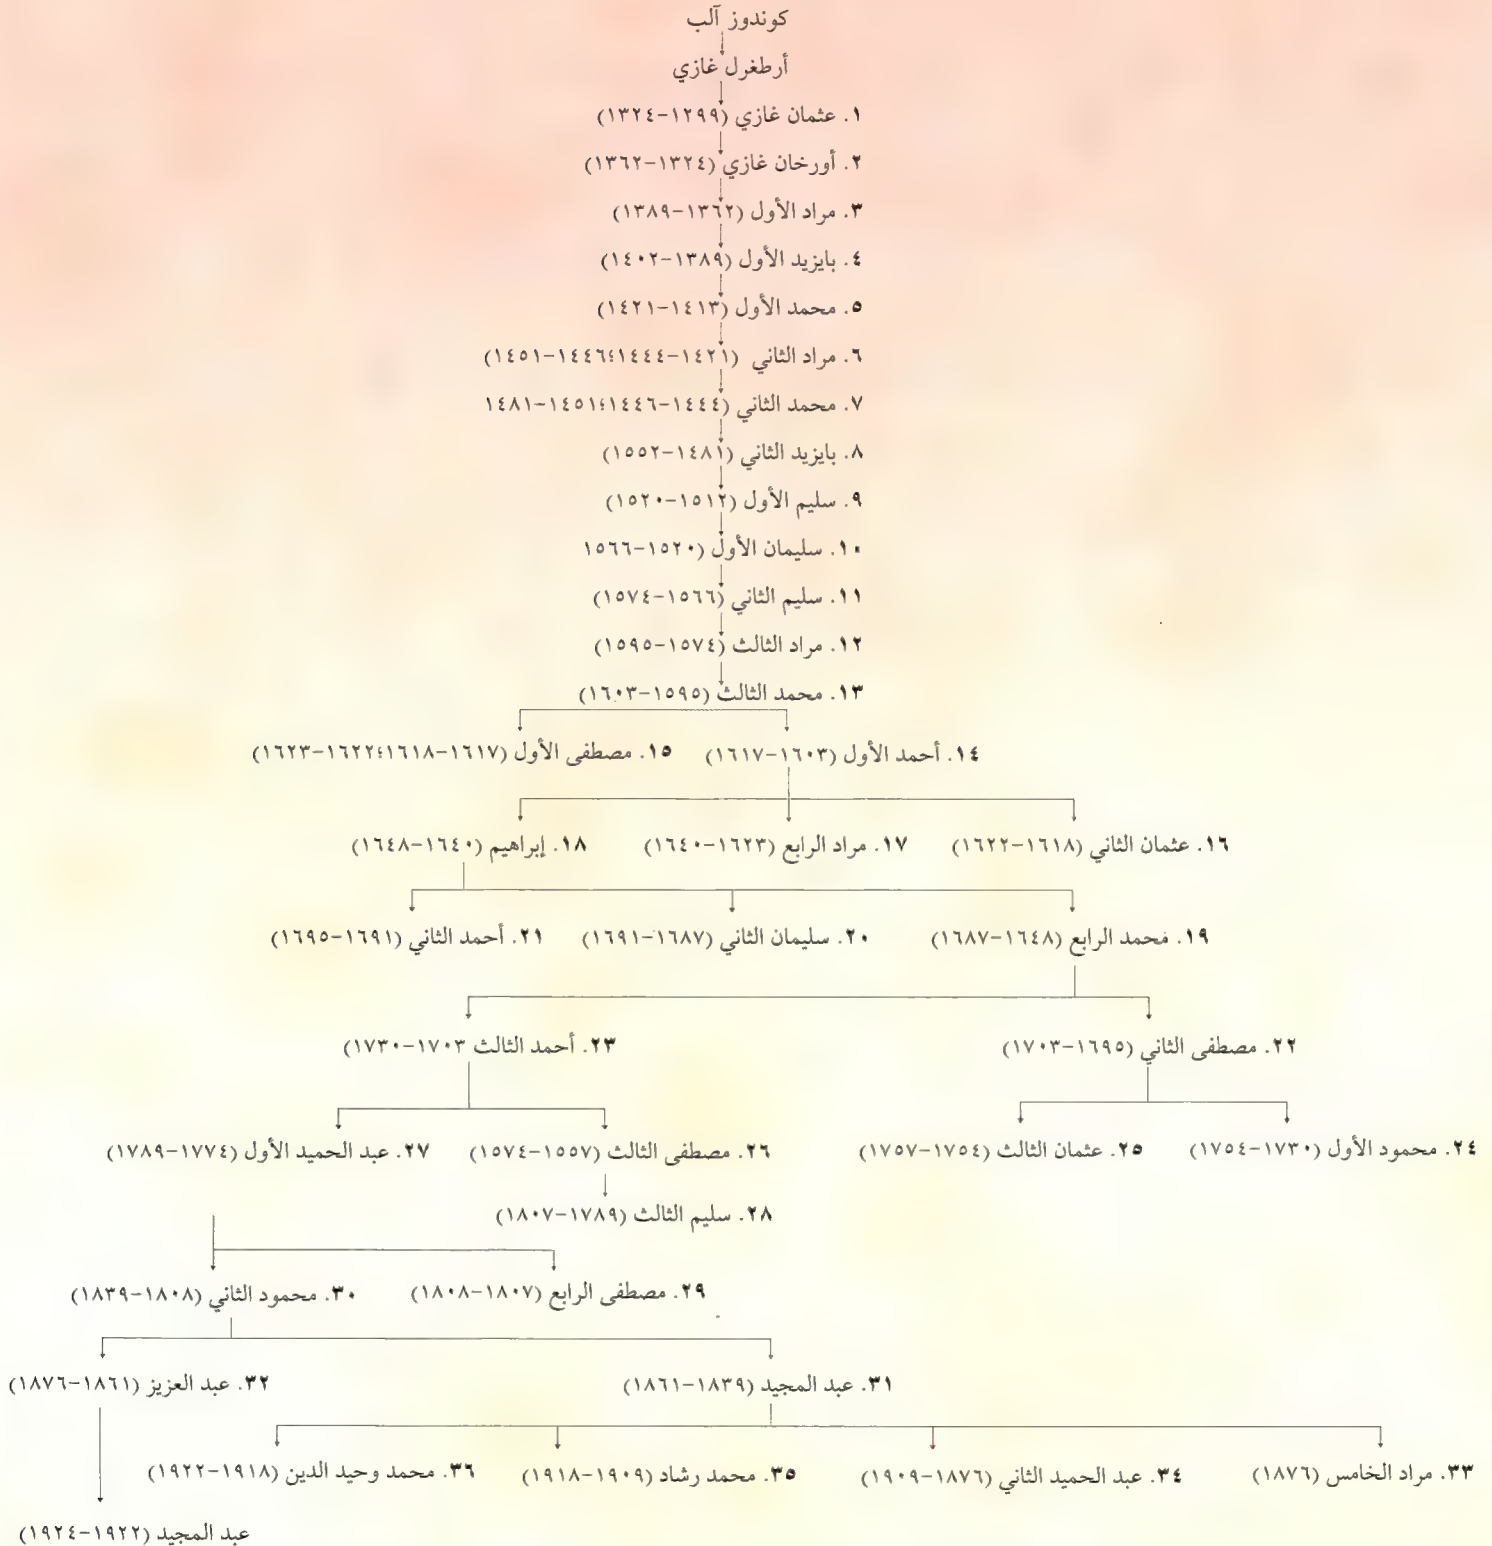 كوندوز آلب
أرطغرل غازي
١. عثمان غازي (١٢٩٩-١٣٢٤)
٢. أورخان غازي (١٣٢٤-١٣٦٢)
٣. مراد الأول (١٣٦٢-١٣٨٩)
٤. بايزيد الأول (١٣٨٩-١٤٠٢)
٥. محمد الأول (١٤١٣-١٤٢١)
٦. مراد الثاني (١٤٢١-١٤٤٤؛١٤٤٦-١٤٥١)
٧. محمد الثاني (١٤٤٤-١٤٤٦؛١٤٥١-١٤٨١
٨. بايزيد الثاني (١٤٨١-١٥٥٢)
٩. سليم الأول (١٥١٢-١٥٢٠)
١٠. سليمان الأول (١٥٢٠-١٥٦٦
١١. سليم الثاني (١٥٦٦-١٥٧٤)
١٢. مراد الثالث (١٥٧٤-١٥٩٥)
١٣. محمد الثالث (١٥٩٥-١٦٠٣)
١٤. أحمد الأول (١٦٠٣-١٦١٧) ١٥. مصطفى الأول (١٦١٧-١٦١٨؛١٦٢٢-١٦٢٣)
١٦. عثمان الثاني (١٦١٨-١٦٢٢) ١٧. مراد الرابع (١٦٢٣-١٦٤٠) ١٨. إبراهيم (١٦٤٠-١٦٤٨)
١٩. محمد الرابع (١٦٤٨-١٦٨٧) ٢٠. سليمان الثاني (١٦٨٧-١٦٩١) ٢١. أحمد الثاني (١٦٩١-١٦٩٥)
٢٢. مصطفى الثاني (١٦٩٥-١٧٠٣) ٢٣. أحمد الثالث ١٧٠٣-١٧٣٠)
٢٤. محمود الأول (١٧٣٠-١٧٥٤) ٢٥. عثمان الثالث (١٧٥٤-١٧٥٧) ٢٦. مصطفى الثالث (١٥٥٧-١٥٧٤) ٢٧. عبد الحميد الأول (١٧٧٤-١٧٨٩)
٢٨. سليم الثالث (١٧٨٩-١٨٠٧)
٢٩. مصطفى الرابع (١٨٠٧-١٨٠٨) ٣٠. محمود الثاني (١٨٠٨-١٨٣٩)
٣١. عبد المجيد (١٨٣٩-١٨٦١) ٣٢. عبد العزيز (١٨٦١-١٨٧٦)
٣٣. مراد الخامس (١٨٧٦) ٣٤. عبد الحميد الثاني (١٨٧٦-١٩٠٩) ٣٥. محمد رشاد (١٩٠٩-١٩١٨) ٣٦. محمد وحيد الدين (١٩١٨-١٩٢٢)
عبد المجيد (١٩٢٢-١٩٢٤)